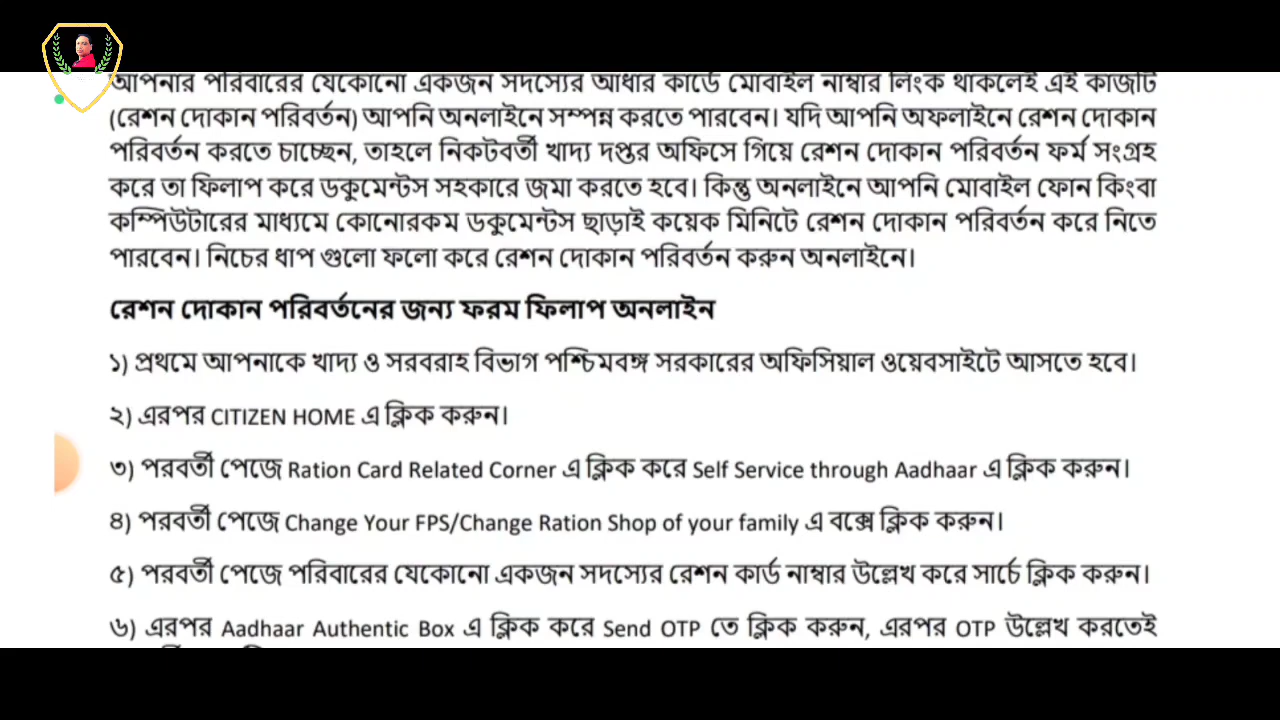 আপনার পরিবারের যেকোনো একজন সদস্যের আধার কার্ডে মোবাইল নাম্বার লিংক থাকলেই এই কাজটি
(রেশন দোকান পরিবর্তন) আপনি অনলাইনে সম্পন্ন করতে পারবেন। যদি আপনি অফলাইনে রেশন দোকান
পরিবর্তন করতে চাচ্ছেন, তাহলে নিকটবর্তী খাদ্য দপ্তর অফিসে গিয়ে রেশন দোকান পরিবর্তন ফর্ম সংগ্রহ
করে তা ফিলাপ করে ডকুমেন্টস সহকারে জমা করতে হবে। কিন্তু অনলাইনে আপনি মোবাইল ফোন কিংবা
কম্পিউটারের মাধ্যমে কোনোরকম ডকুমেন্টস ছাড়াই কয়েক মিনিটে রেশন দোকান পরিবর্তন করে নিতে
পারবেন। নিচের ধাপ গুলো ফলো করে রেশন দোকান পরিবর্তন করুন অনলাইনে।
রেশন দোকান পরিবর্তনের জন্য ফরম ফিলাপ অনলাইন
১) প্রথমে আপনাকে খাদ্য ও সরবরাহ বিভাগ পশ্চিমবঙ্গ সরকারের অফিসিয়াল ওয়েবসাইটে আসতে হবে।
২) এরপর CITIZEN HOME এ ক্লিক করুন।
৩) পরবর্তী পেজে Ration Card Related Corner এ ক্লিক করে Self Service through Aadhaar এ ক্লিক করুন।
৪) পরবর্তী পেজে Change Your FPS/Change Ration Shop of your family এ বক্সে ক্লিক করুন।
৫) পরবর্তী পেজে পরিবারের যেকোনো একজন সদস্যের রেশন কার্ড নাম্বার উল্লেখ করে সার্চে ক্লিক করুন।
৬) এরপর Aadhaar Authentic Box এ ক্লিক করে Send OTP তে ক্লিক করুন, এরপর OTP উল্লেখ করতেই